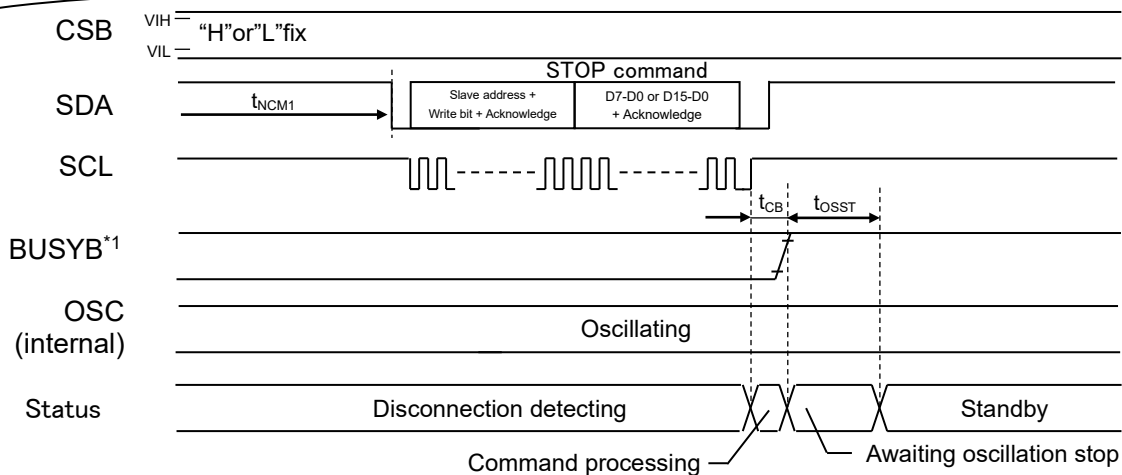 CSB VIH "H"or"L"fix
VIL
STOP command
SDA tNCM1 Slave address + D7-D0 or D15-D0
Write bit + Acknowledge + Acknowledge
SCL
tCB tOSST
BUSYB*1
OSC
(internal) Oscillating
Status Disconnection detecting Standby
Command processing Awaiting oscillation stop